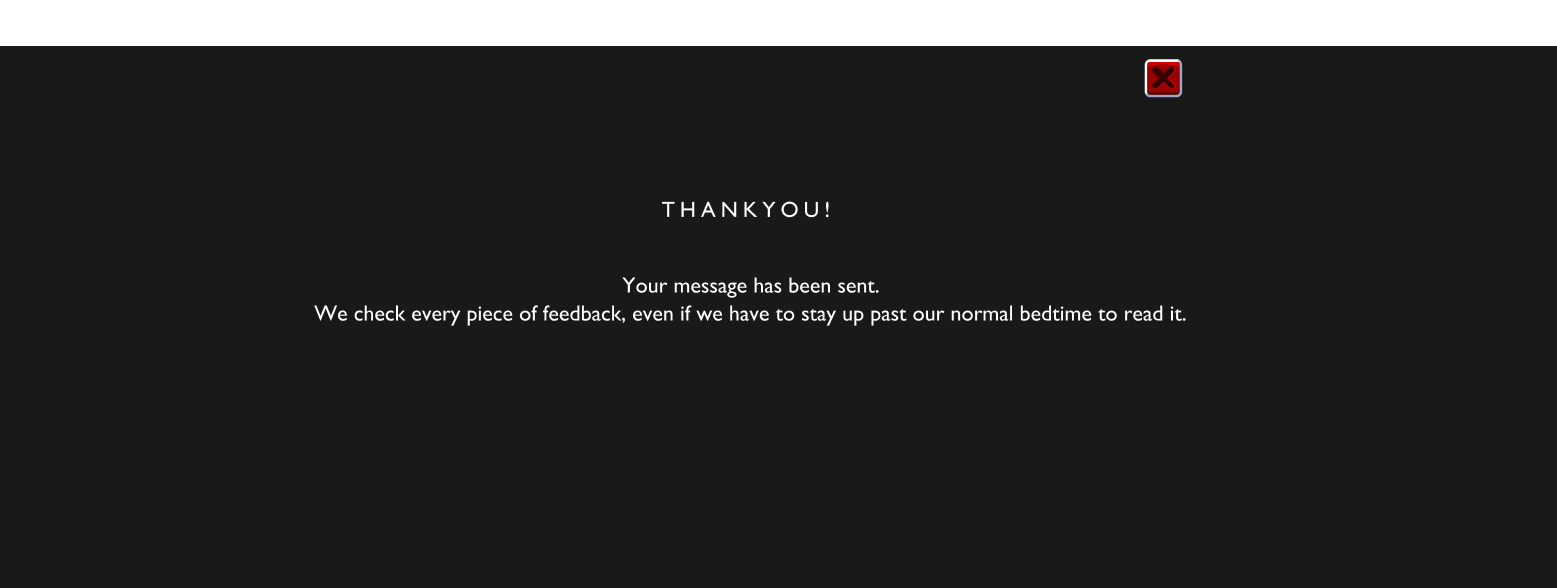 THANKYOU!
Your message has been sent.
We check every piece of feedback, even if we have to stay up past our normal bedtime to read it.